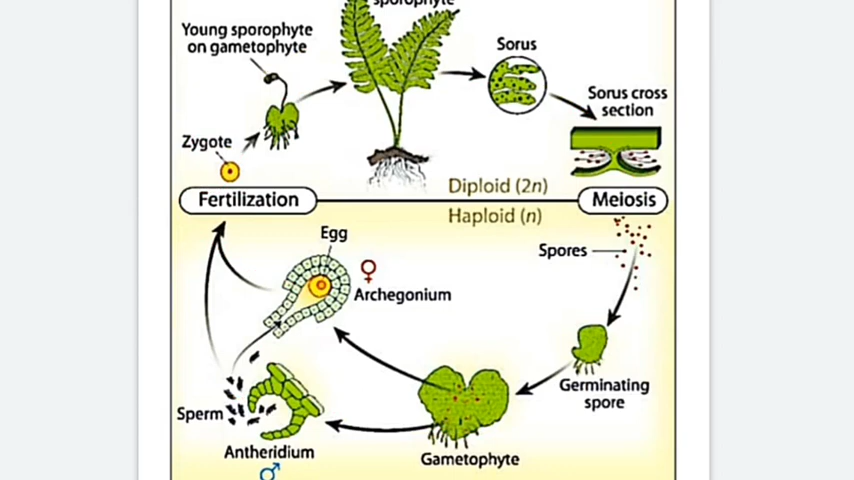 sporophyte
Young sporophyte
on gametophyte
Sorus
Sorus cross
section
Zygote
Diploid (2n)
Fertilization
Meiosis
Haploid (n)
Egg
Spores
♀
Archegonium
Germinating
spore
Sperm
Antheridium
♂
Gametophyte